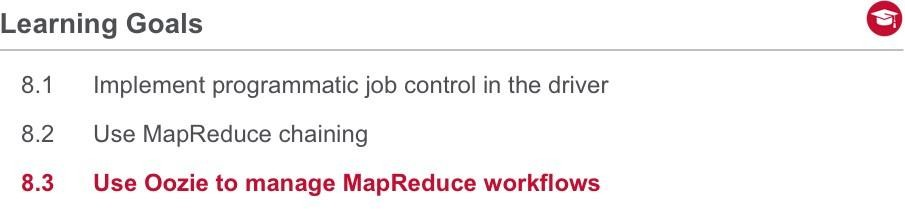 Learning Goals
8.1 Implement programmatic job control in the driver
8.2 Use MapReduce chaining
8.3 Use Oozie to manage MapReduce workflows